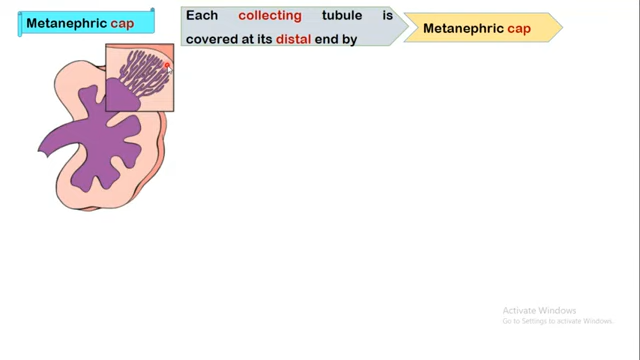 Metanephric cap
Each collecting tubule is
covered at its distal end by
Metanephric cap
Activate Windows
Go to Settings to activate Windows.